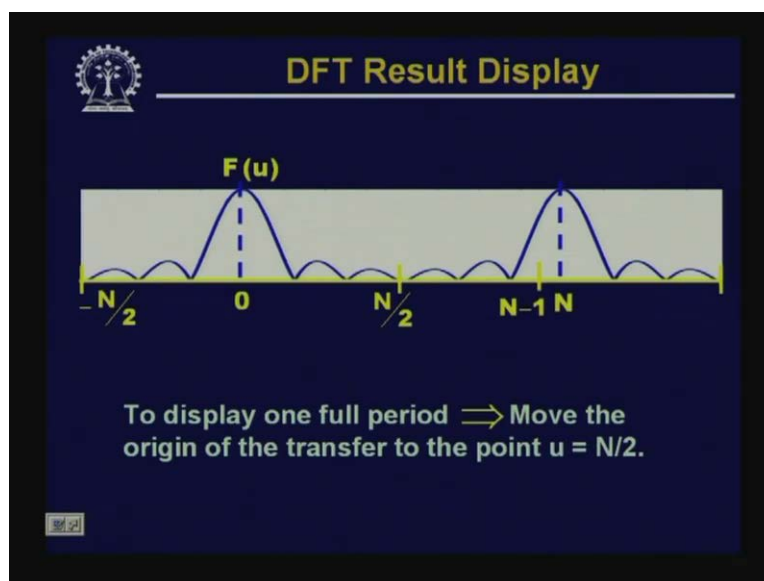 DFT Result Display
F (u)
– N/2 0 N/2 N–1 N
To display one full period ⇒ Move the
origin of the transfer to the point u = N/2.